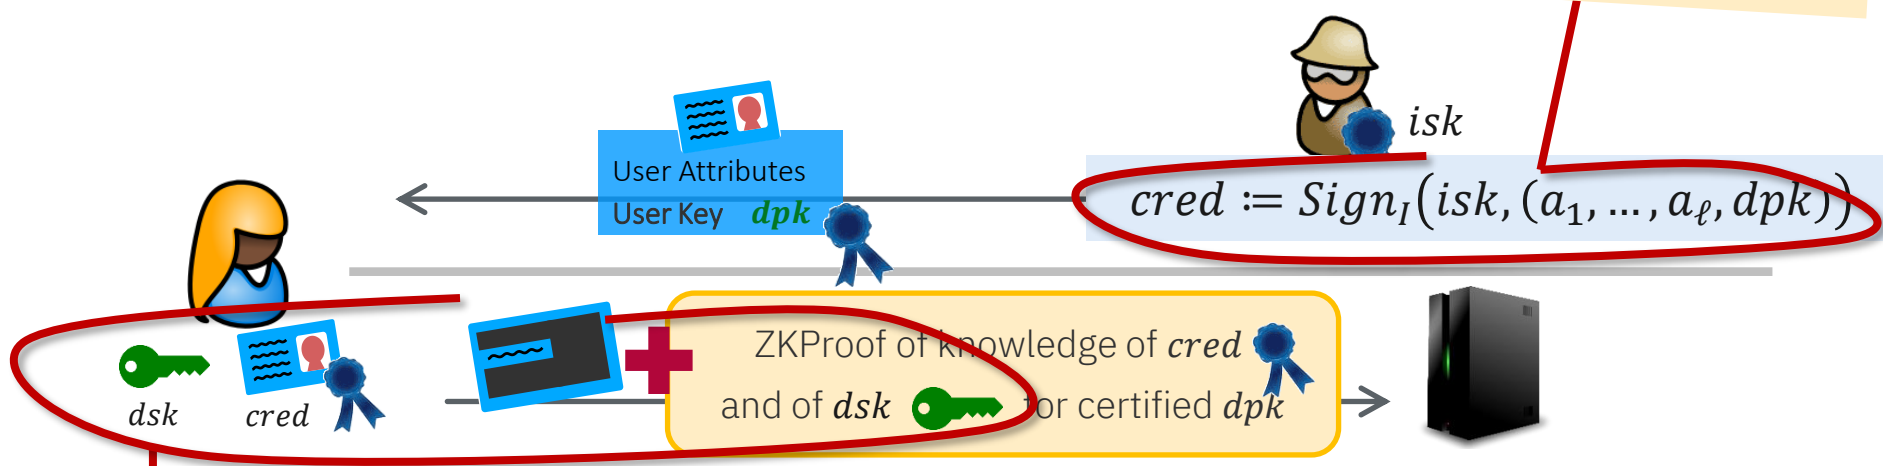 isk
User Attributes
User Key dpk
cred ≔ Sign_I(isk, (a₁, …, a_ℓ, dpk))
ZKProof of knowledge of cred
and of dsk for certified dpk
dsk cred